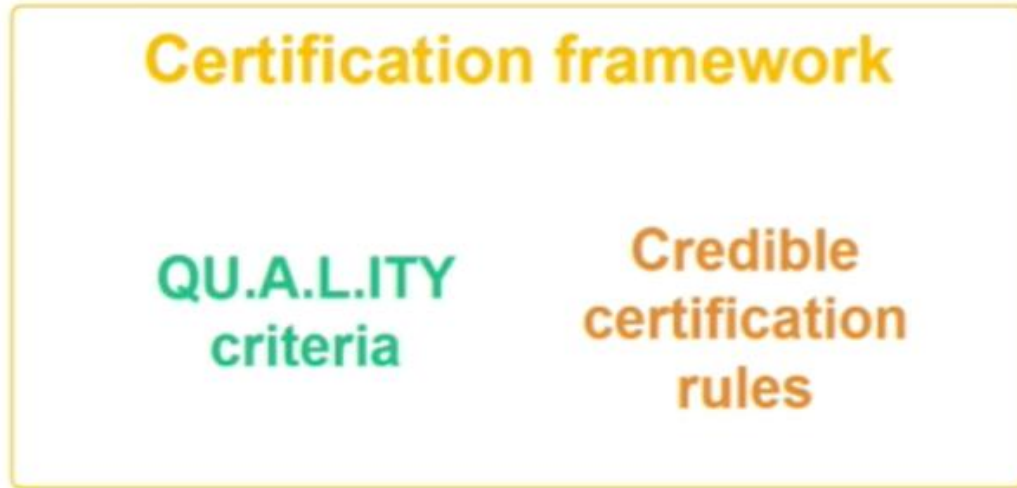 Certification framework
QU.A.L.ITY
criteria
Credible
certification
rules